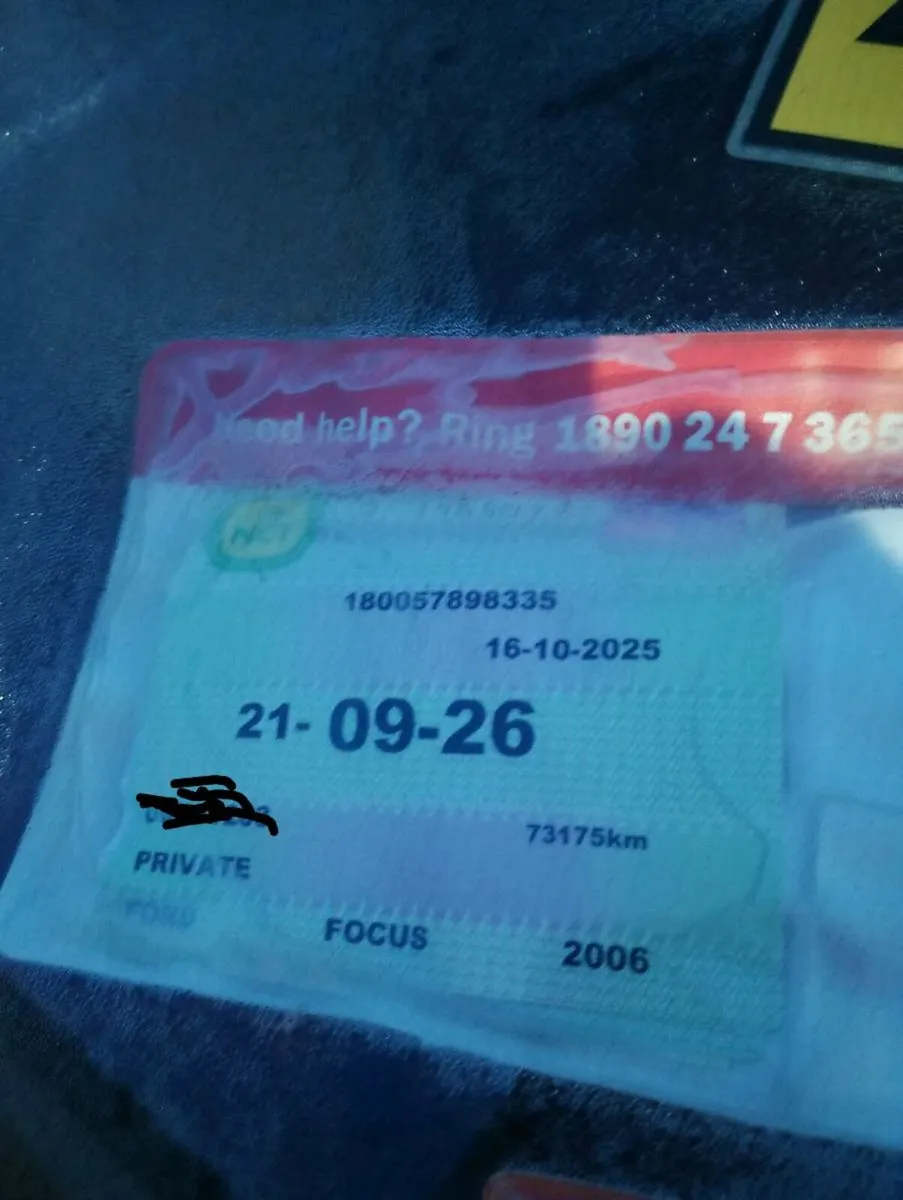 Need help? Ring 1890 24 7 365
NCT
180057898335
16-10-2025
21- 09-26
73175km
PRIVATE
FORD FOCUS 2006